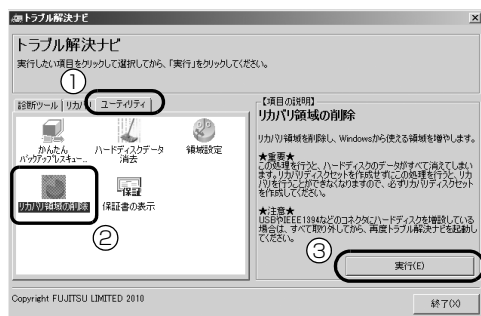 トラブル解決ナビ
トラブル解決ナビ
実行したい項目をクリックして選択してから、「実行」をクリックしてください。
①
診断ツール リカバリ ユーティリティ
かんたん
バックアップレスキュー...
ハードディスクデータ
消去
領域設定
リカバリ領域の削除
保証書の表示
②
【項目の説明】
リカバリ領域の削除
リカバリ領域を削除し、Windowsから使える領域を増やします。
★重要★
この処理を行うと、ハードディスクのデータがすべて消えてしまい
ます。リカバリディスクセットを作成せずにこの処理を行うと、リカ
バリを行うことができなくなりますので、必ずリカバリディスクセット
を作成してください。
★注意★
USBやIEEE1394などのコネクタにハードディスクを増設している
場合は、すべて取り外してから、再度トラブル解決ナビを起動し
てください。
③
実行(E)
Copyright FUJITSU LIMITED 2010
終了(X)